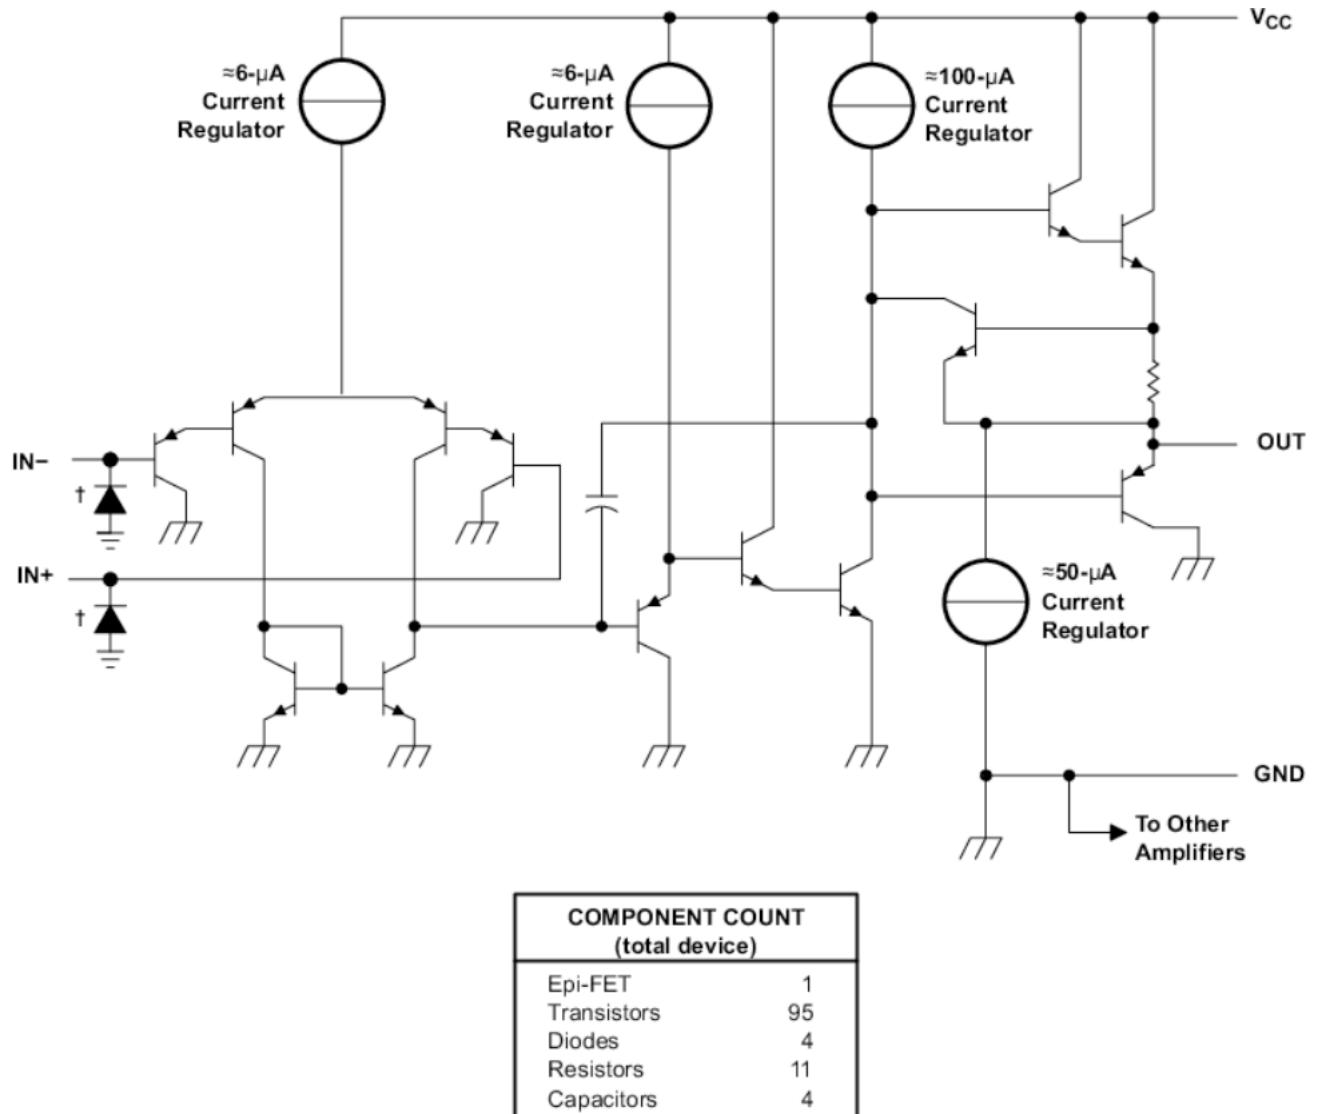 VCC
≈6-μA
Current
Regulator
≈6-μA
Current
Regulator
≈100-μA
Current
Regulator
IN−
†
IN+
†
OUT
≈50-μA
Current
Regulator
GND
To Other
Amplifiers
COMPONENT COUNT
(total device)
Epi-FET 1
Transistors 95
Diodes 4
Resistors 11
Capacitors 4